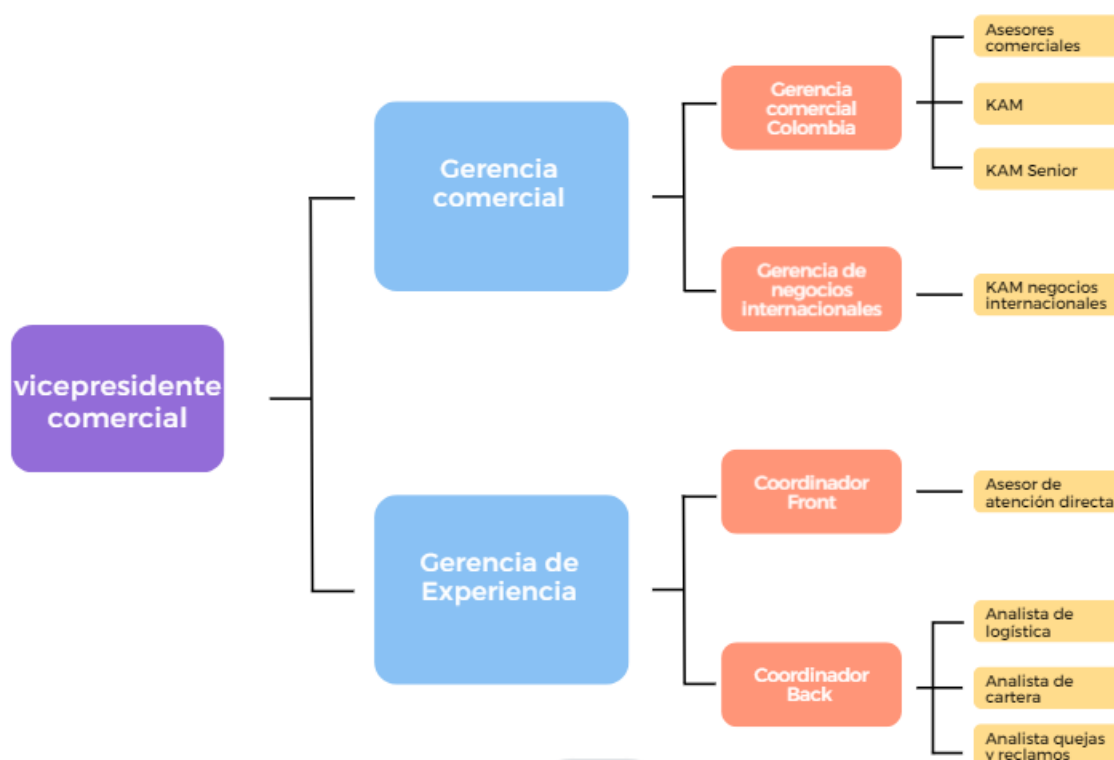 vicepresidente
comercial
Gerencia
comercial
Gerencia
comercial
Colombia
Asesores
comerciales
KAM
KAM Senior
Gerencia de
negocios
internacionales
KAM negocios
internacionales
Gerencia de
Experiencia
Coordinador
Front
Asesor de
atención directa
Coordinador
Back
Analista de
logística
Analista de
cartera
Analista quejas
y reclamos